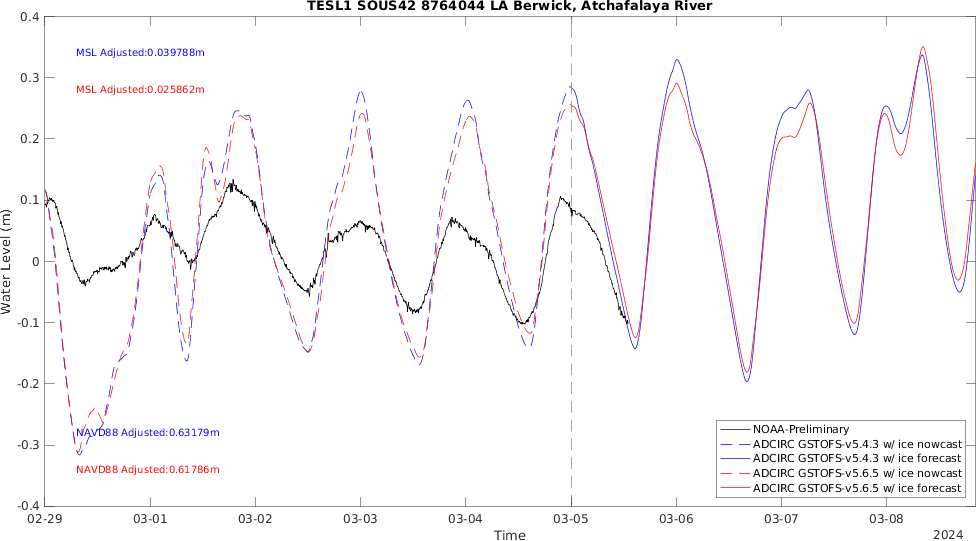 TESL1 SOUS42 8764044 LA Berwick, Atchafalaya River
0.4
0.3
0.2
0.1
0
-0.1
-0.2
-0.3
-0.4
Water Level (m)
MSL Adjusted:0.039788m
MSL Adjusted:0.025862m
NAVD88 Adjusted:0.63179m
NAVD88 Adjusted:0.61786m
NOAA-Preliminary
ADCIRC GSTOFS-v5.4.3 w/ ice nowcast
ADCIRC GSTOFS-v5.4.3 w/ ice forecast
ADCIRC GSTOFS-v5.6.5 w/ ice nowcast
ADCIRC GSTOFS-v5.6.5 w/ ice forecast
02-29 03-01 03-02 03-03 03-04 03-05 03-06 03-07 03-08
Time
2024